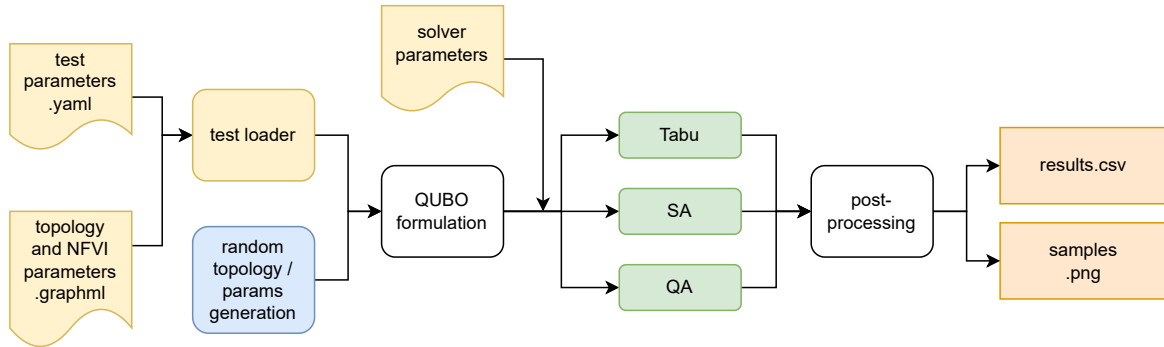 test
parameters
.yaml
topology
and NFVI
parameters
.graphml
test loader
random
topology /
params
generation
solver
parameters
QUBO
formulation
Tabu
SA
QA
post-
processing
results.csv
samples
.png